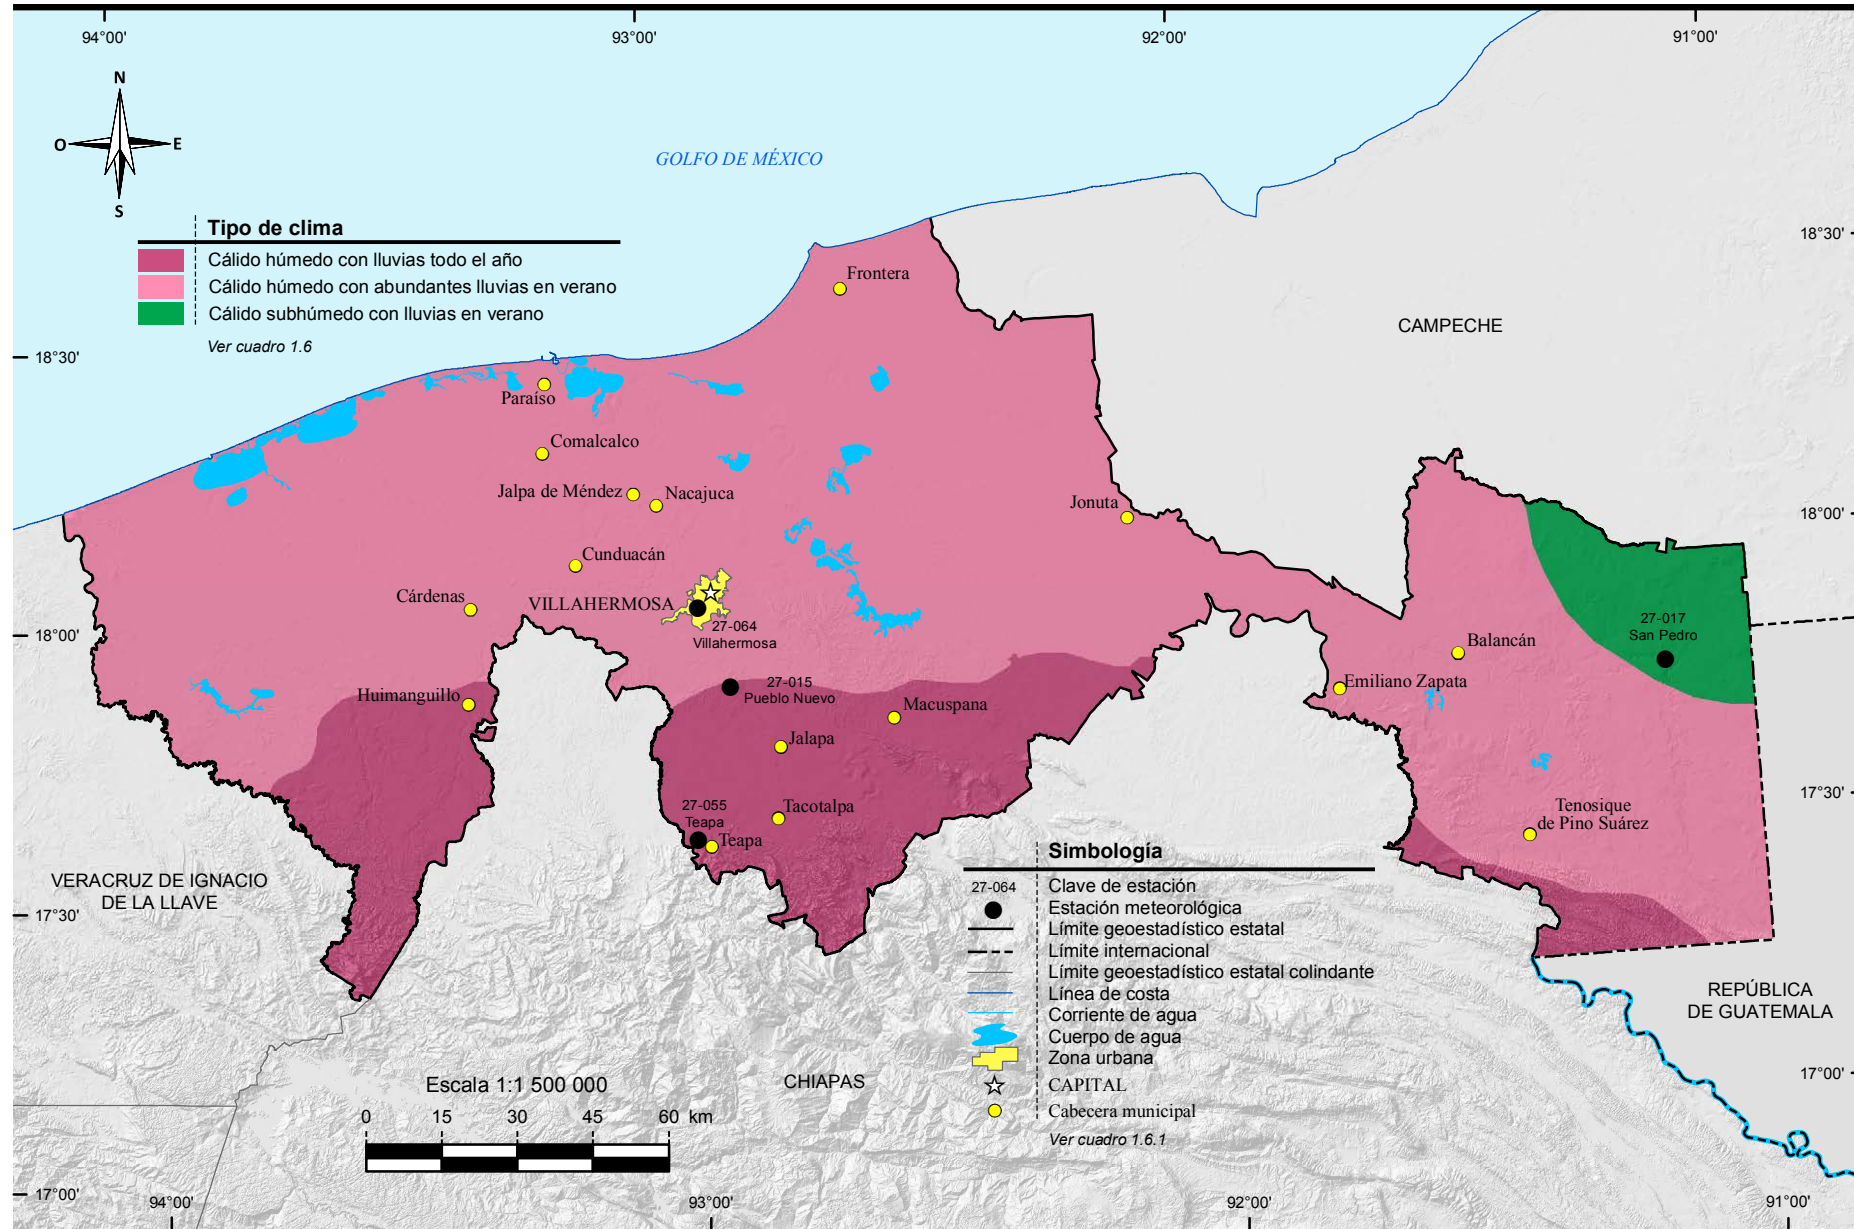 94°00'
93°00'
92°00'
91°00'
N
O
E
S
GOLFO DE MÉXICO
Tipo de clima
Cálido húmedo con lluvias todo el año
Cálido húmedo con abundantes lluvias en verano
Cálido subhúmedo con lluvias en verano
Ver cuadro 1.6
18°30'
Frontera
CAMPECHE
18°30'
Paraíso
Comalcalco
Jalpa de Méndez
Nacajuca
Jonuta
18°00'
Cunduacán
Cárdenas
VILLAHERMOSA
27-064
Villahermosa
18°00'
27-017
San Pedro
Balancán
Emiliano Zapata
Huimanguillo
27-015
Pueblo Nuevo
Macuspana
Jalapa
17°30'
27-055
Teapa
Tacotalpa
Teapa
Tenosique
de Pino Suárez
VERACRUZ DE IGNACIO
DE LA LLAVE
17°30'
Simbología
27-064
Clave de estación
Estación meteorológica
Límite geoestadístico estatal
Límite internacional
Límite geoestadístico estatal colindante
Línea de costa
Corriente de agua
Cuerpo de agua
Zona urbana
CAPITAL
Cabecera municipal
Ver cuadro 1.6.1
REPÚBLICA
DE GUATEMALA
17°00'
CHIAPAS
Escala 1:1 500 000
0 15 30 45 60 km
17°00'
94°00'
93°00'
92°00'
91°00'